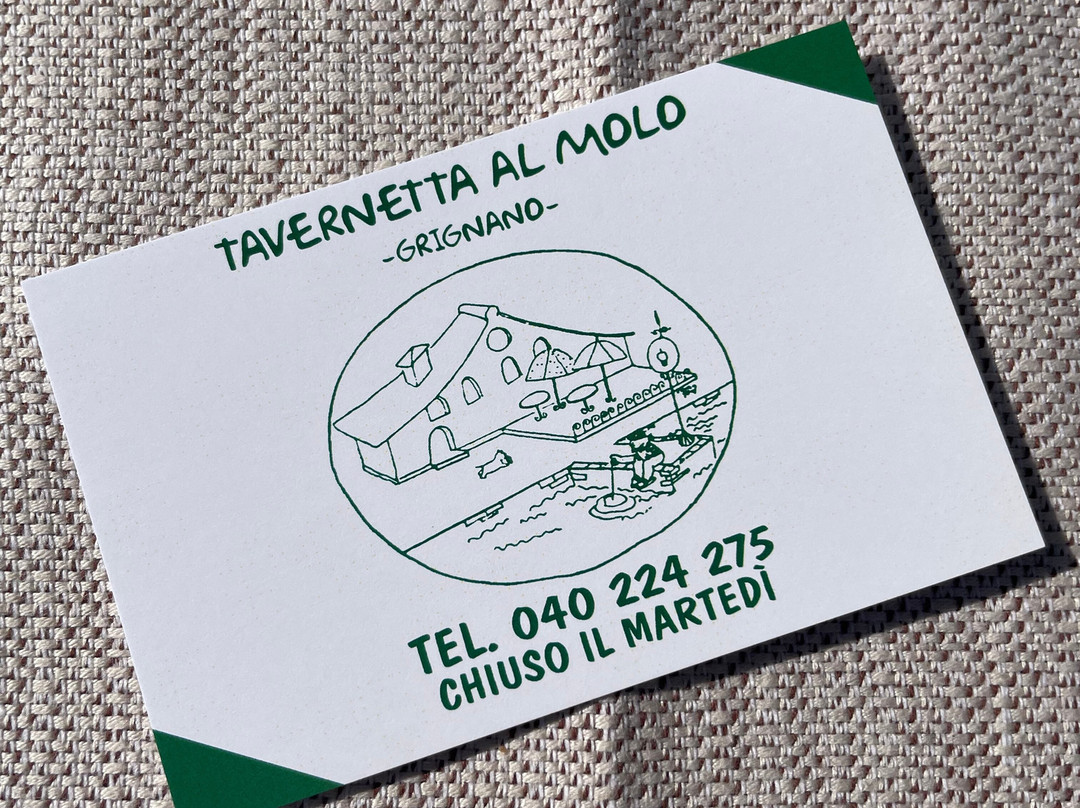 TAVERNETTA AL MOLO
-GRIGNANO-
TEL. 040 224 275
CHIUSO IL MARTEDÌ